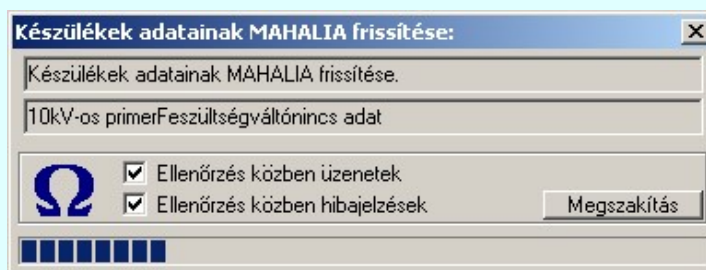 Készülékek adatainak MAHALIA frissítése:
Készülékek adatainak MAHALIA frissítése.
10kV-os primerFeszültségváltónincs adat
Ω
Ellenőrzés közben üzenetek
Ellenőrzés közben hibajelzések
Megszakítás